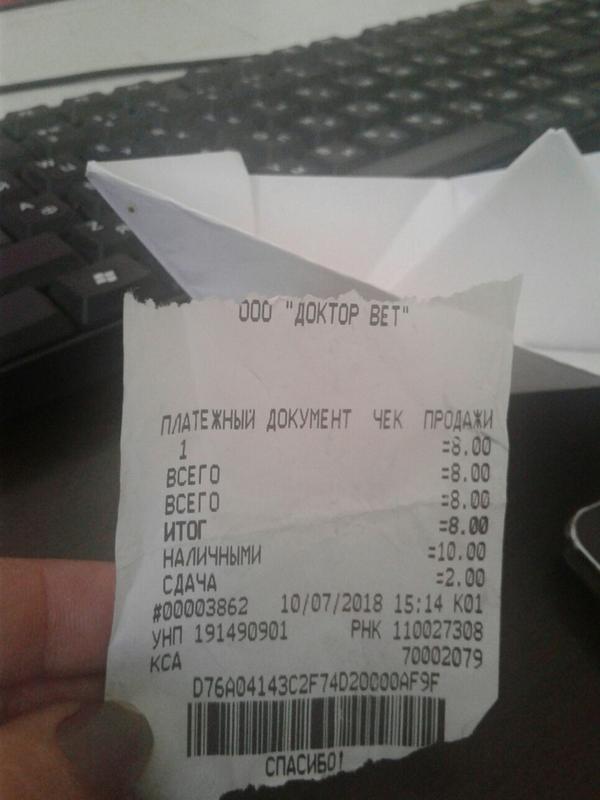 ООО "ДОКТОР ВЕТ"
ПЛАТЕЖНЫЙ ДОКУМЕНТ ЧЕК ПРОДАЖИ
1 =8.00
ВСЕГО =8.00
ВСЕГО =8.00
ИТОГ =8.00
НАЛИЧНЫМИ =10.00
СДАЧА =2.00
#00003862 10/07/2018 15:14 К01
УНП 191490901 РНК 110027308
КСА 70002079
D76A04143C2F74D20000AF9F
СПАСИБО!